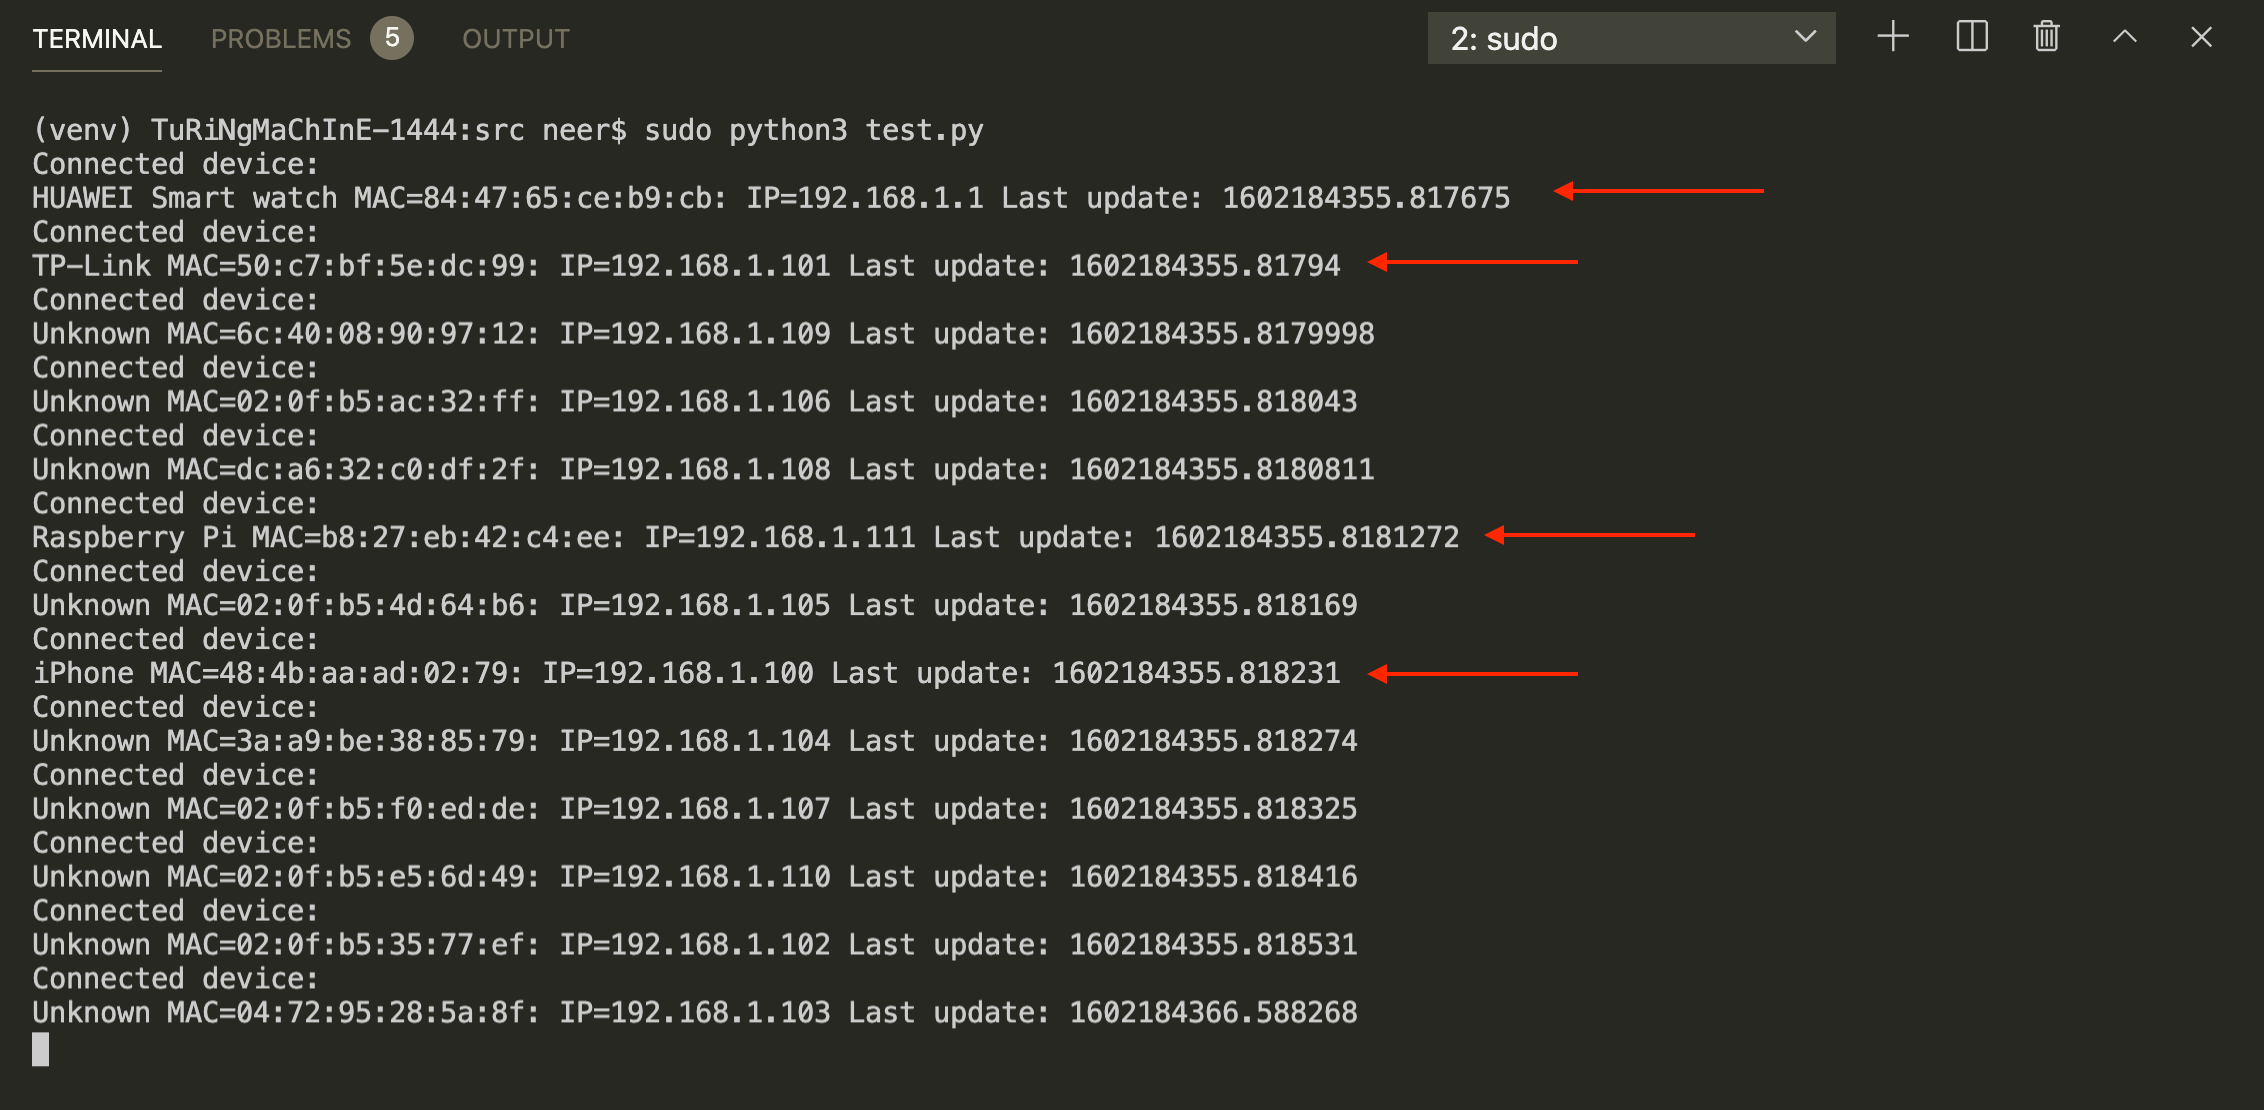 TERMINAL PROBLEMS 5 OUTPUT 2: sudo
(venv) TuRiNgMaChInE-1444:src neer$ sudo python3 test.py
Connected device:
HUAWEI Smart watch MAC=84:47:65:ce:b9:cb: IP=192.168.1.1 Last update: 1602184355.817675
Connected device:
TP-Link MAC=50:c7:bf:5e:dc:99: IP=192.168.1.101 Last update: 1602184355.81794
Connected device:
Unknown MAC=6c:40:08:90:97:12: IP=192.168.1.109 Last update: 1602184355.8179998
Connected device:
Unknown MAC=02:0f:b5:ac:32:ff: IP=192.168.1.106 Last update: 1602184355.818043
Connected device:
Unknown MAC=dc:a6:32:c0:df:2f: IP=192.168.1.108 Last update: 1602184355.8180811
Connected device:
Raspberry Pi MAC=b8:27:eb:42:c4:ee: IP=192.168.1.111 Last update: 1602184355.8181272
Connected device:
Unknown MAC=02:0f:b5:4d:64:b6: IP=192.168.1.105 Last update: 1602184355.818169
Connected device:
iPhone MAC=48:4b:aa:ad:02:79: IP=192.168.1.100 Last update: 1602184355.818231
Connected device:
Unknown MAC=3a:a9:be:38:85:79: IP=192.168.1.104 Last update: 1602184355.818274
Connected device:
Unknown MAC=02:0f:b5:f0:ed:de: IP=192.168.1.107 Last update: 1602184355.818325
Connected device:
Unknown MAC=02:0f:b5:e5:6d:49: IP=192.168.1.110 Last update: 1602184355.818416
Connected device:
Unknown MAC=02:0f:b5:35:77:ef: IP=192.168.1.102 Last update: 1602184355.818531
Connected device:
Unknown MAC=04:72:95:28:5a:8f: IP=192.168.1.103 Last update: 1602184366.588268